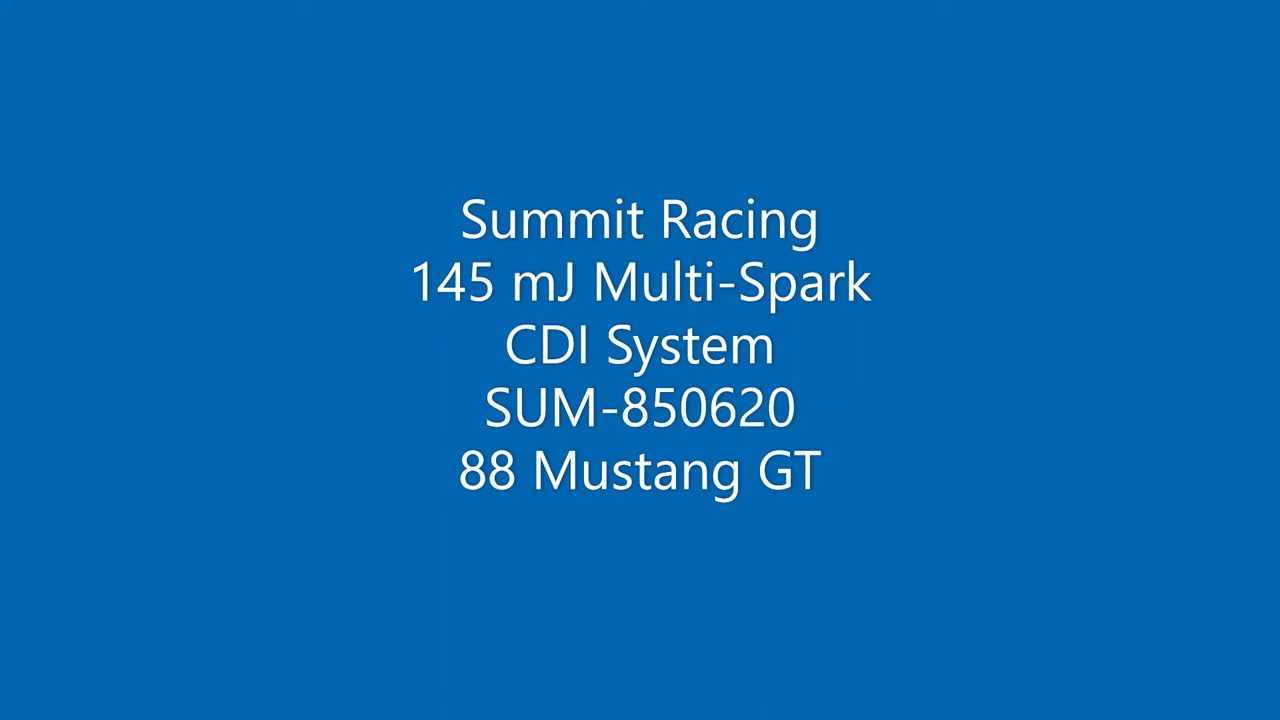 Summit Racing
145 mJ Multi-Spark
CDI System
SUM-850620
88 Mustang GT